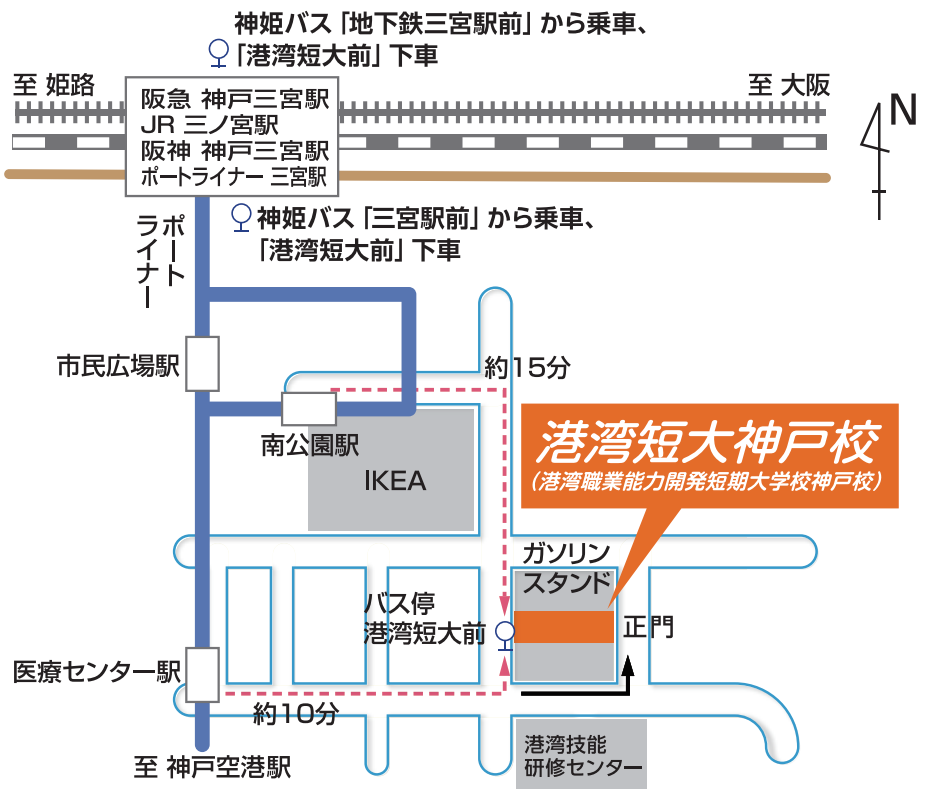 神姫バス「地下鉄三宮駅前」から乗車、
「港湾短大前」下車
至 姫路
至 大阪
N
阪急 神戸三宮駅
JR 三ノ宮駅
阪神 神戸三宮駅
ポートライナー 三宮駅
神姫バス「三宮駅前」から乗車、
「港湾短大前」下車
ポート
ライナー
市民広場駅
約15分
南公園駅
IKEA
港湾短大神戸校
(港湾職業能力開発短期大学校神戸校)
ガソリン
スタンド
バス停
港湾短大前
正門
医療センター駅
約10分
港湾技能
研修センター
至 神戸空港駅